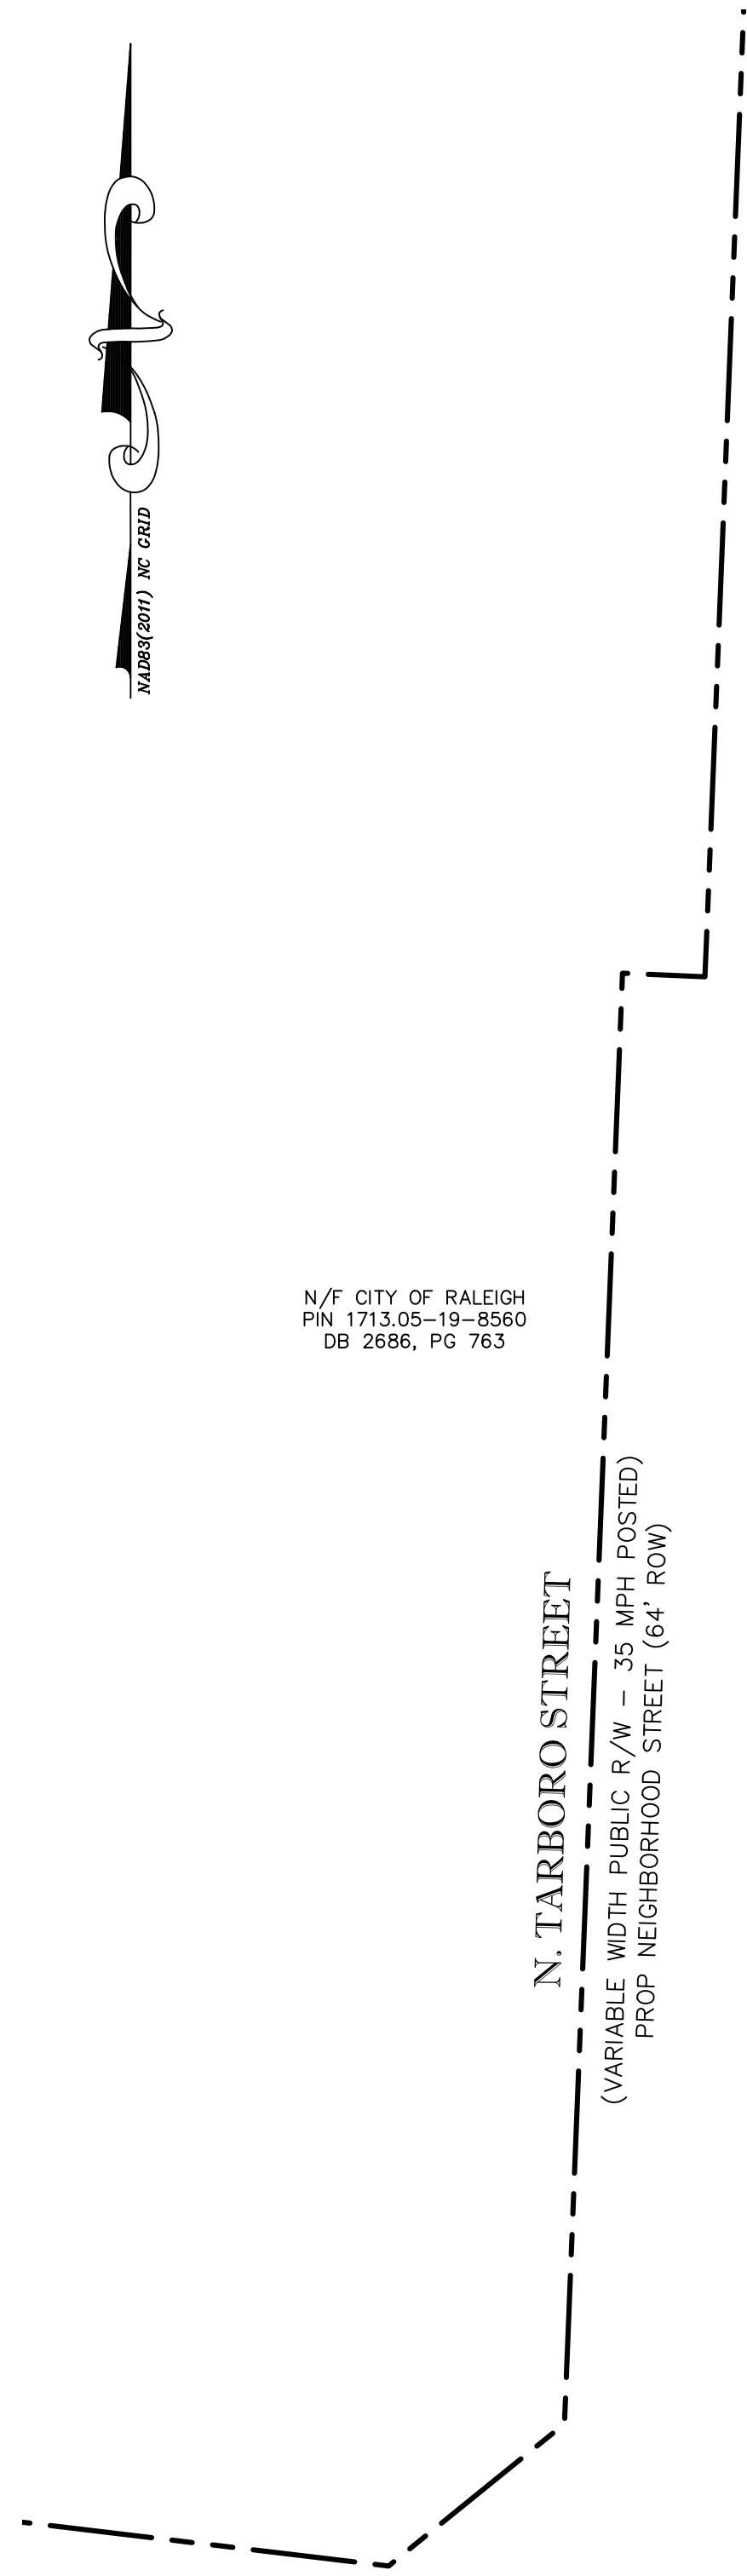 NAD83(2011) NC GRID
N/F CITY OF RALEIGH
PIN 1713.05-19-8560
DB 2686, PG 763
N. TARBORO STREET
(VARIABLE WIDTH PUBLIC R/W - 35 MPH POSTED)
PROP NEIGHBORHOOD STREET (64' ROW)